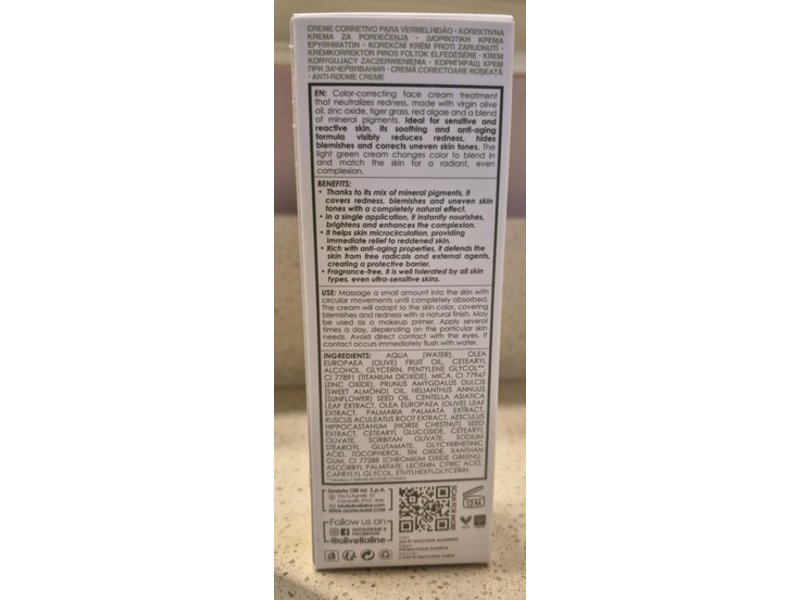 CREME CORRETIVO PARA VERMELHIDÃO • KOREKTIVNA
KREMA ZA PORDEČENJA • ΔΙΟΡΘΩΤΙΚΗ ΚΡΕΜΑ
ΕΡΥΘΗΜΑΤΩΝ • KOREKČNÍ KRÉM PROTI ZARUDNUTÍ •
KRÉMKORREKTOR PIROS FOLTOK ELFEDÉSÉRE • KREM
KORYGUJĄCY ZACZERWIENIENIA • КОРИГИРАЩ КРЕМ
ПРИ ЗАЧЕРВЯВАНИЯ • CREMĂ CORECTOARE ROȘEAȚĂ
• ANTI-RØDME CREME
EN: Color-correcting face cream treatment
that neutralizes redness, made with virgin olive
oil, zinc oxide, tiger grass, red algae and a blend
of mineral pigments. Ideal for sensitive and
reactive skin, its soothing and anti-aging
formula visibly reduces redness, hides
blemishes and corrects uneven skin tones. The
light green cream changes color to blend in
and match the skin for a radiant, even
complexion.
BENEFITS:
• Thanks to its mix of mineral pigments, it
covers redness, blemishes and uneven skin
tones with a completely natural effect.
• In a single application, it instantly nourishes,
brightens and enhances the complexion.
• It helps skin microcirculation, providing
immediate relief to reddened skin.
• Rich with anti-aging properties, it defends the
skin from free radicals and external agents,
creating a protective barrier.
• Fragrance-free, it is well tolerated by all skin
types, even ultra-sensitive skins.
USE: Massage a small amount into the skin with
circular movements until completely absorbed.
The cream will adapt to the skin color, covering
blemishes and redness with a natural finish. May
be used as a makeup primer. Apply several
times a day, depending on the particular skin
needs. Avoid direct contact with the eyes. If
contact occurs immediately flush with water.
INGREDIENTS: AQUA (WATER), OLEA
EUROPAEA (OLIVE) FRUIT OIL, CETEARYL
ALCOHOL, GLYCERIN, PENTYLENE GLYCOL**,
CI 77891 (TITANIUM DIOXIDE), MICA, CI 77947
(ZINC OXIDE), PRUNUS AMYGDALUS DULCIS
(SWEET ALMOND) OIL, HELIANTHUS ANNUUS
(SUNFLOWER) SEED OIL, CENTELLA ASIATICA
LEAF EXTRACT, OLEA EUROPAEA (OLIVE) LEAF
EXTRACT, PALMARIA PALMATA EXTRACT,
RUSCUS ACULEATUS ROOT EXTRACT, AESCULUS
HIPPOCASTANUM (HORSE CHESTNUT) SEED
EXTRACT, CETEARYL GLUCOSIDE, CETEARYL
OLIVATE, SORBITAN OLIVATE, SODIUM
STEAROYL GLUTAMATE, GLYCYRRHETINIC
ACID, TOCOPHEROL, TIN OXIDE, XANTHAN
GUM, CI 77288 (CHROMIUM OXIDE GREENS),
ASCORBYL PALMITATE, LECITHIN, CITRIC ACID,
CAPRYLYL GLYCOL, ETHYLHEXYLGLYCERIN.
Via G.Agnelli, 10
WWW.OLIVELLALINE.COM
SCAN FOR MORE
12 M
Follow us on
INSTAGRAM &
FACEBOOK
@olivellaline